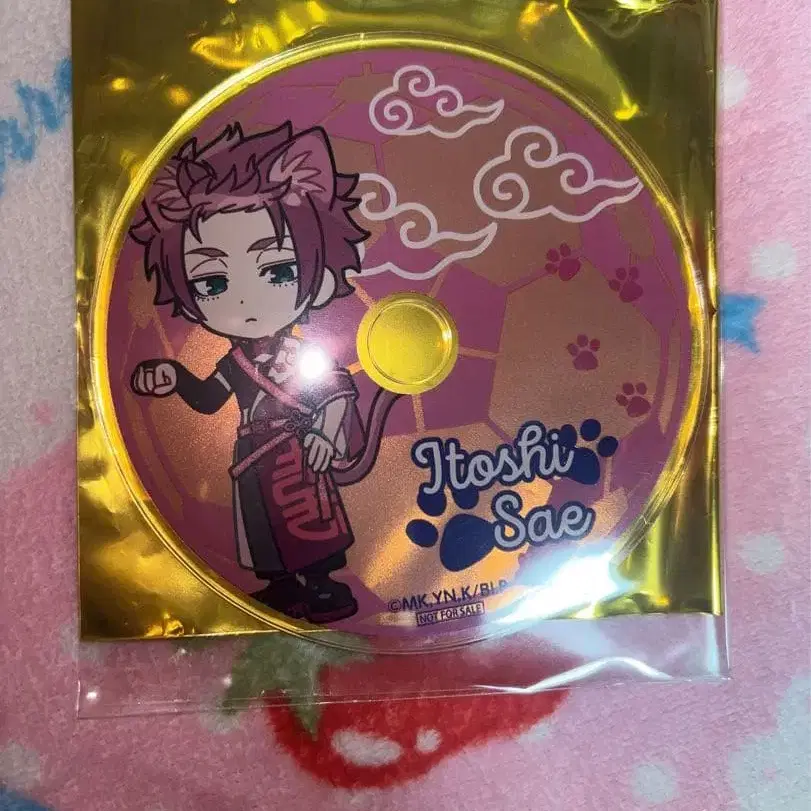 Itoshi
Sae
©MK,YN,K/BLP
NOT FOR SALE